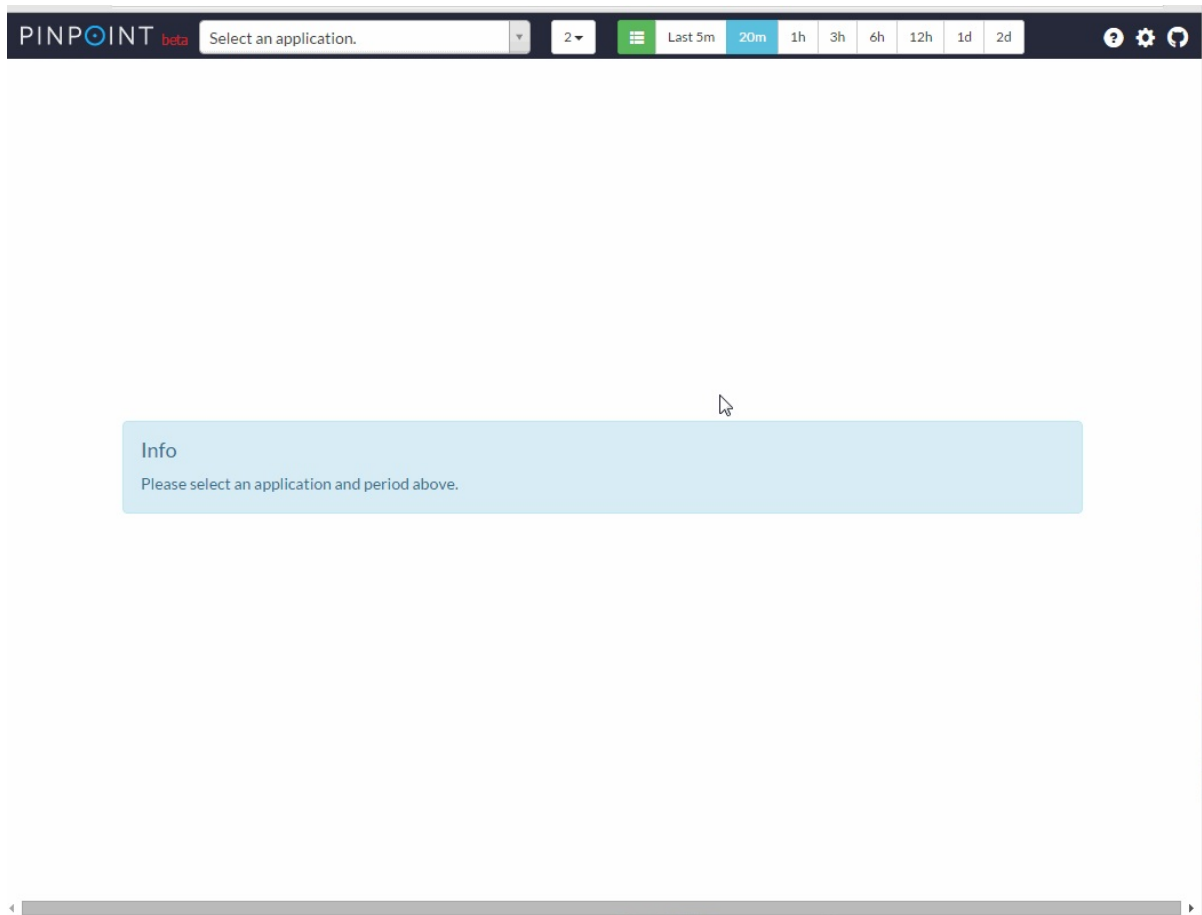 PINPOINT beta Select an application. 2 Last 5m 20m 1h 3h 6h 12h 1d 2d
Info
Please select an application and period above.